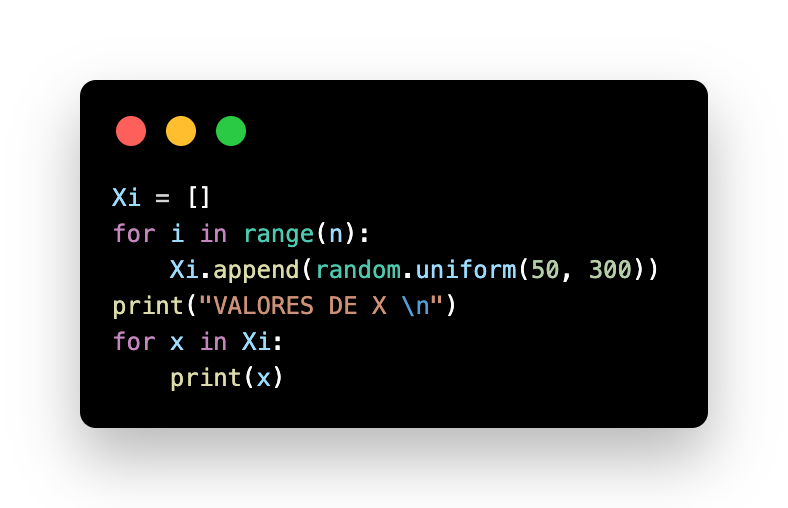 Xi = []
for i in range(n):
    Xi.append(random.uniform(50, 300))
print("VALORES DE X \n")
for x in Xi:
    print(x)